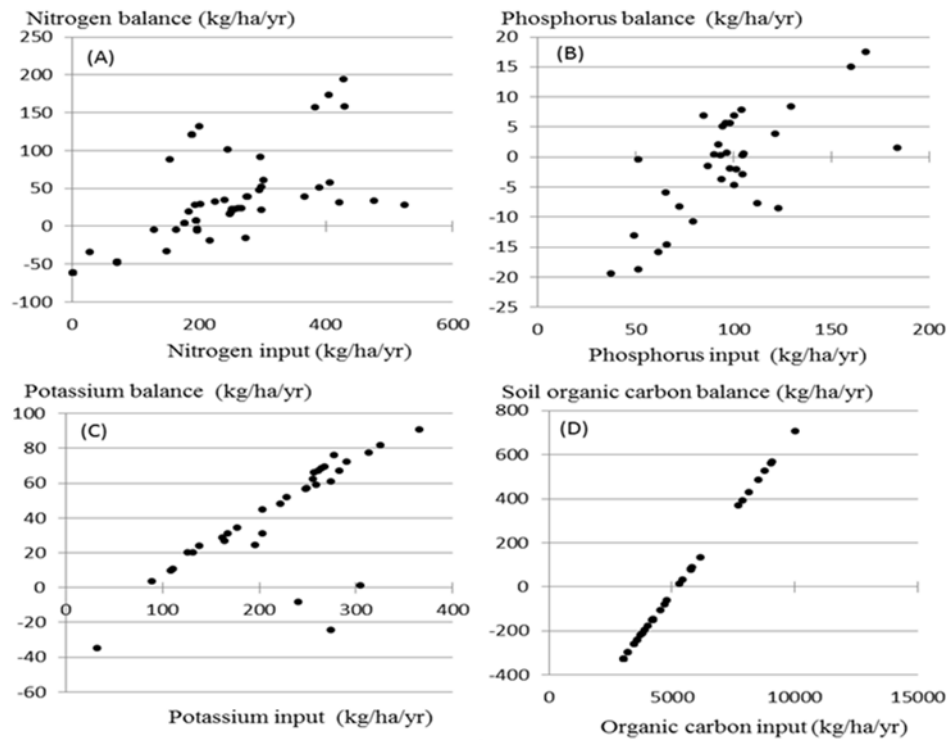 Nitrogen balance (kg/ha/yr)
250
200
150
100
50
0
-50
-100
(A)
0 200 400 600
Nitrogen input (kg/ha/yr)
Phosphorus balance (kg/ha/yr)
20
15
10
5
0
-5
-10
-15
-20
-25
(B)
0 50 100 150 200
Phosphorus input (kg/ha/yr)
Potassium balance (kg/ha/yr)
100
80
60
40
20
0
-20
-40
-60
(C)
0 100 200 300 400
Potassium input (kg/ha/yr)
Soil organic carbon balance (kg/ha/yr)
800
600
400
200
0
-200
-400
(D)
0 5000 10000 15000
Organic carbon input (kg/ha/yr)